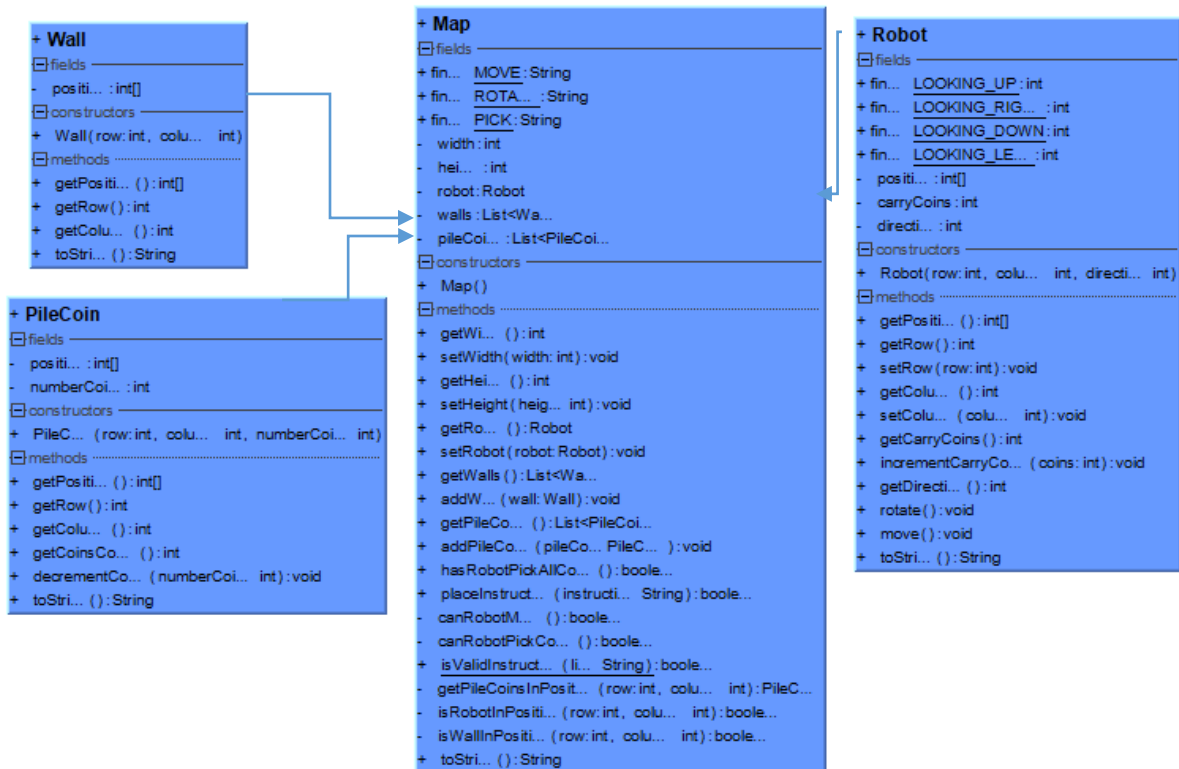 + Wall
fields
- positi... : int[]
constructors
+ Wall(row: int, colu... int)
methods
+ getPositi... (): int[]
+ getRow(): int
+ getColu... (): int
+ toStri... (): String
+ PileCoin
fields
- positi... : int[]
- numberCoi... : int
constructors
+ PileC... (row: int, colu... int, numberCoi... int)
methods
+ getPositi... (): int[]
+ getRow(): int
+ getColu... (): int
+ getCoinsCo... (): int
+ decrementCo... (numberCoi... int): void
+ toStri... (): String
+ Map
fields
+ fin... MOVE: String
+ fin... ROTA... : String
+ fin... PICK: String
- width: int
- hei... : int
- robot: Robot
- walls: List<Wa...
- pileCoi... : List<PileCoi...
constructors
+ Map()
methods
+ getWi... (): int
+ setWidth(width: int): void
+ getHei... (): int
+ setHeight(heig... int): void
+ getRo... (): Robot
+ setRobot(robot: Robot): void
+ getWalls(): List<Wa...
+ addW... (wall: Wall): void
+ getPileCo... (): List<PileCoi...
+ addPileCo... (pileCo... PileC... ): void
+ hasRobotPickAllCo... (): boole...
+ placeInstruct... (instructi... String): boole...
- canRobotM... (): boole...
- canRobotPickCo... (): boole...
+ isValidInstruct... (li... String): boole...
- getPileCoinsInPosit... (row: int, colu... int): PileC...
- isRobotInPositi... (row: int, colu... int): boole...
- isWallInPositi... (row: int, colu... int): boole...
+ toStri... (): String
+ Robot
fields
+ fin... LOOKING_UP: int
+ fin... LOOKING_RIG... : int
+ fin... LOOKING_DOWN: int
+ fin... LOOKING_LE... : int
- positi... : int[]
- carryCoins: int
- directi... : int
constructors
+ Robot(row: int, colu... int, directi... int)
methods
+ getPositi... (): int[]
+ getRow(): int
+ setRow(row: int): void
+ getColu... (): int
+ setColu... (colu... int): void
+ getCarryCoins(): int
+ incrementCarryCo... (coins: int): void
+ getDirecti... (): int
+ rotate(): void
+ move(): void
+ toStri... (): String